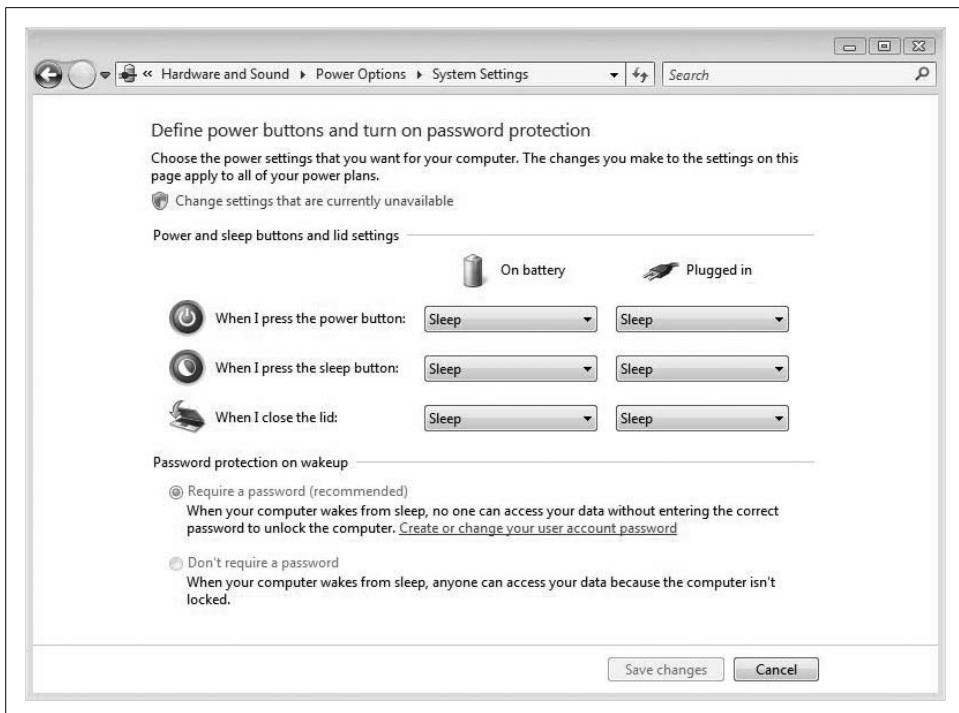 « Hardware and Sound ▸ Power Options ▸ System Settings Search
Define power buttons and turn on password protection
Choose the power settings that you want for your computer. The changes you make to the settings on this
page apply to all of your power plans.
Change settings that are currently unavailable
Power and sleep buttons and lid settings
On battery Plugged in
When I press the power button: Sleep Sleep
When I press the sleep button: Sleep Sleep
When I close the lid: Sleep Sleep
Password protection on wakeup
Require a password (recommended)
When your computer wakes from sleep, no one can access your data without entering the correct
password to unlock the computer. Create or change your user account password
Don't require a password
When your computer wakes from sleep, anyone can access your data because the computer isn't
locked.
Save changes Cancel